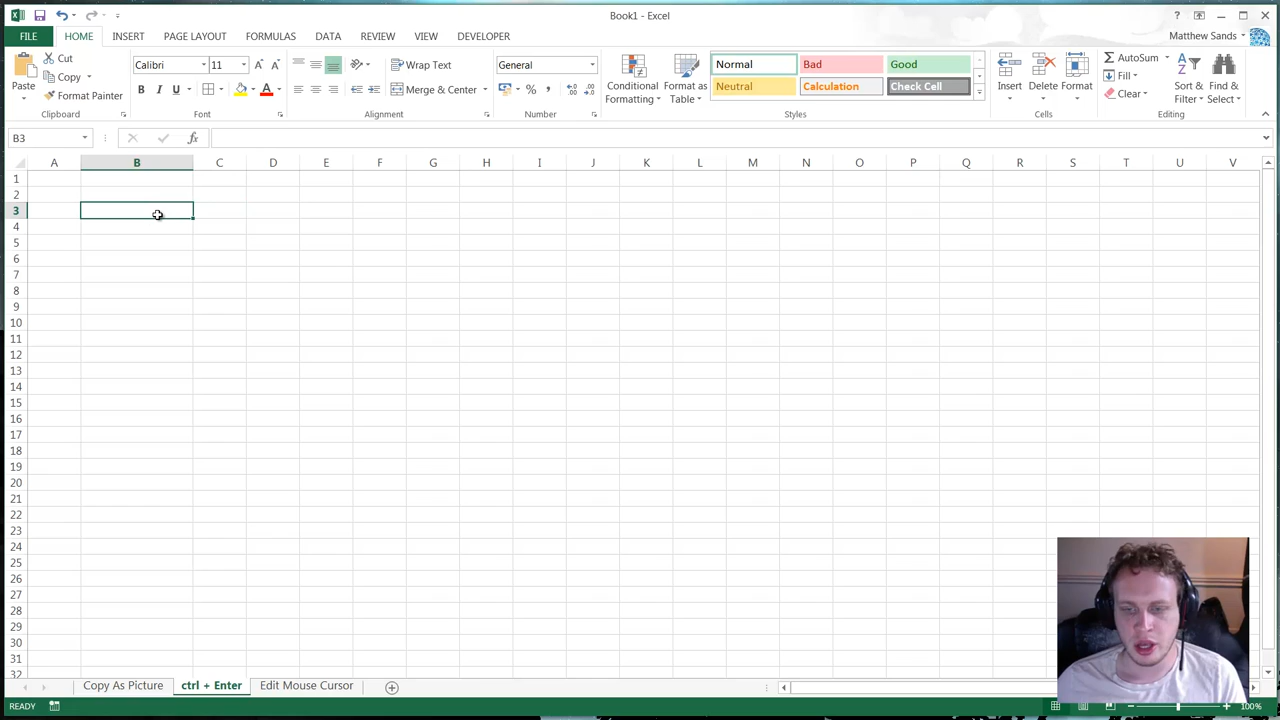 Book1 - Excel
FILE HOME INSERT PAGE LAYOUT FORMULAS DATA REVIEW VIEW DEVELOPER Matthew Sands
Paste Cut Copy Format Painter Clipboard
Calibri 11 B I U Font
Wrap Text Merge & Center Alignment
General % , Number
Conditional Formatting Format as Table
Normal Bad Good
Neutral Calculation Check Cell
Styles
Insert Delete Format Cells
AutoSum Fill Clear Sort & Filter Find & Select Editing
B3 fx
A B C D E F G H I J K L M N O P Q R S T U V
1
2
3
4
5
6
7
8
9
10
11
12
13
14
15
16
17
18
19
20
21
22
23
24
25
26
27
28
29
30
31
32
Copy As Picture ctrl + Enter Edit Mouse Cursor
READY 100%